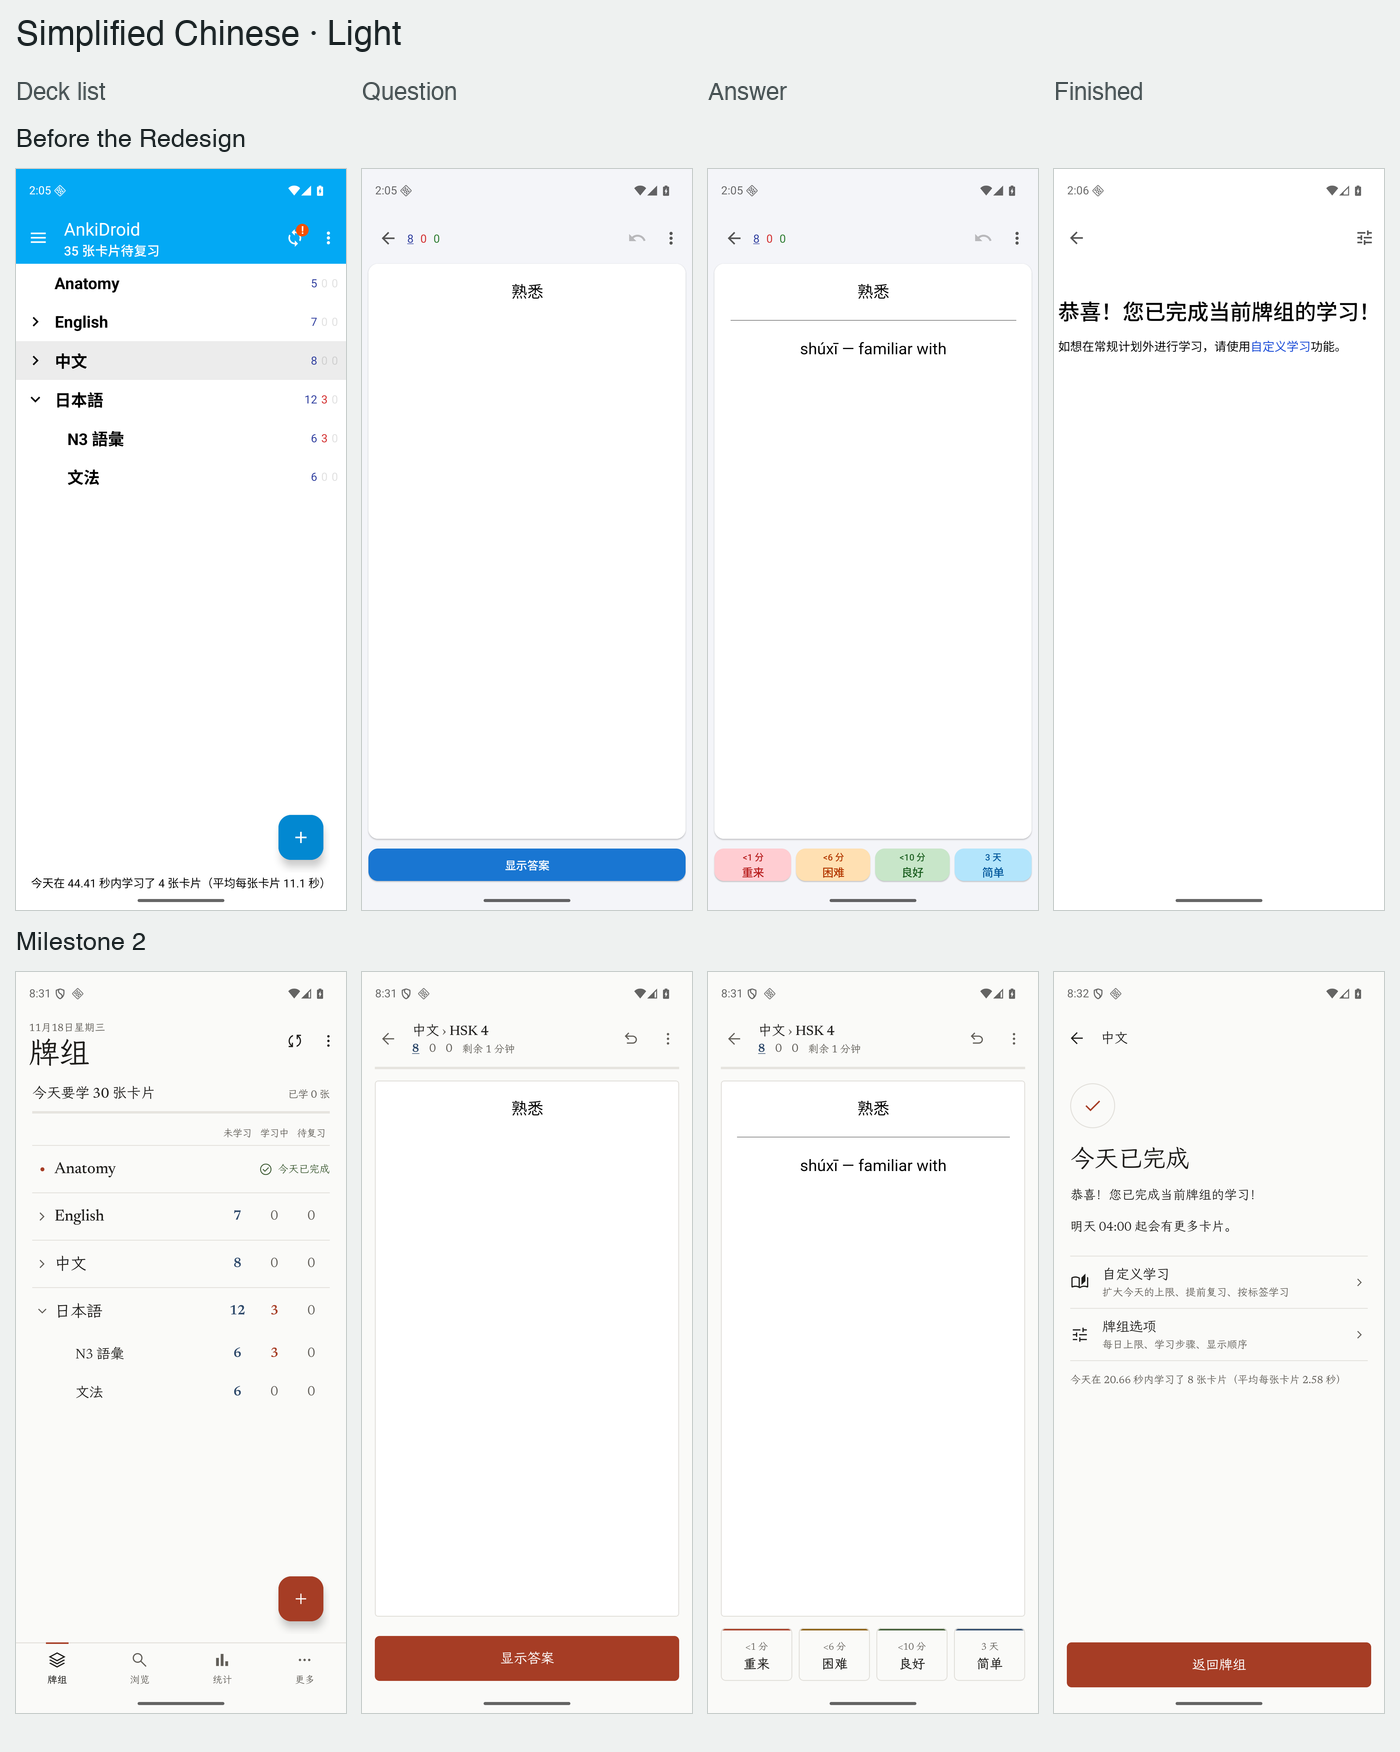 Simplified Chinese · Light
Deck list
Question
Answer
Finished
Before the Redesign
2:05
AnkiDroid
35 张卡片待复习
!
Anatomy
5 0 0
English
7 0 0
中文
8 0 0
日本語
12 3 0
N3 語彙
6 3 0
文法
6 0 0
+
今天在 44.41 秒内学习了 4 张卡片（平均每张卡片 11.1 秒）
2:05
8 0 0
熟悉
显示答案
2:05
8 0 0
熟悉
shúxī — familiar with
<1 分
重来
<6 分
困难
<10 分
良好
3 天
简单
2:06
恭喜！您已完成当前牌组的学习！
如想在常规计划外进行学习，请使用自定义学习功能。
Milestone 2
8:31
11月18日星期三
牌组
今天要学 30 张卡片
已学 0 张
未学习 学习中 待复习
Anatomy
今天已完成
English
7 0 0
中文
8 0 0
日本語
12 3 0
N3 語彙
6 3 0
文法
6 0 0
+
牌组
浏览
统计
更多
8:31
中文 › HSK 4
8 0 0 剩余 1 分钟
熟悉
显示答案
8:31
中文 › HSK 4
8 0 0 剩余 1 分钟
熟悉
shúxī — familiar with
<1 分
重来
<6 分
困难
<10 分
良好
3 天
简单
8:32
中文
今天已完成
恭喜！您已完成当前牌组的学习！
明天 04:00 起会有更多卡片。
自定义学习
扩大今天的上限、提前复习、按标签学习
牌组选项
每日上限、学习步骤、显示顺序
今天在 20.66 秒内学习了 8 张卡片（平均每张卡片 2.58 秒）
返回牌组